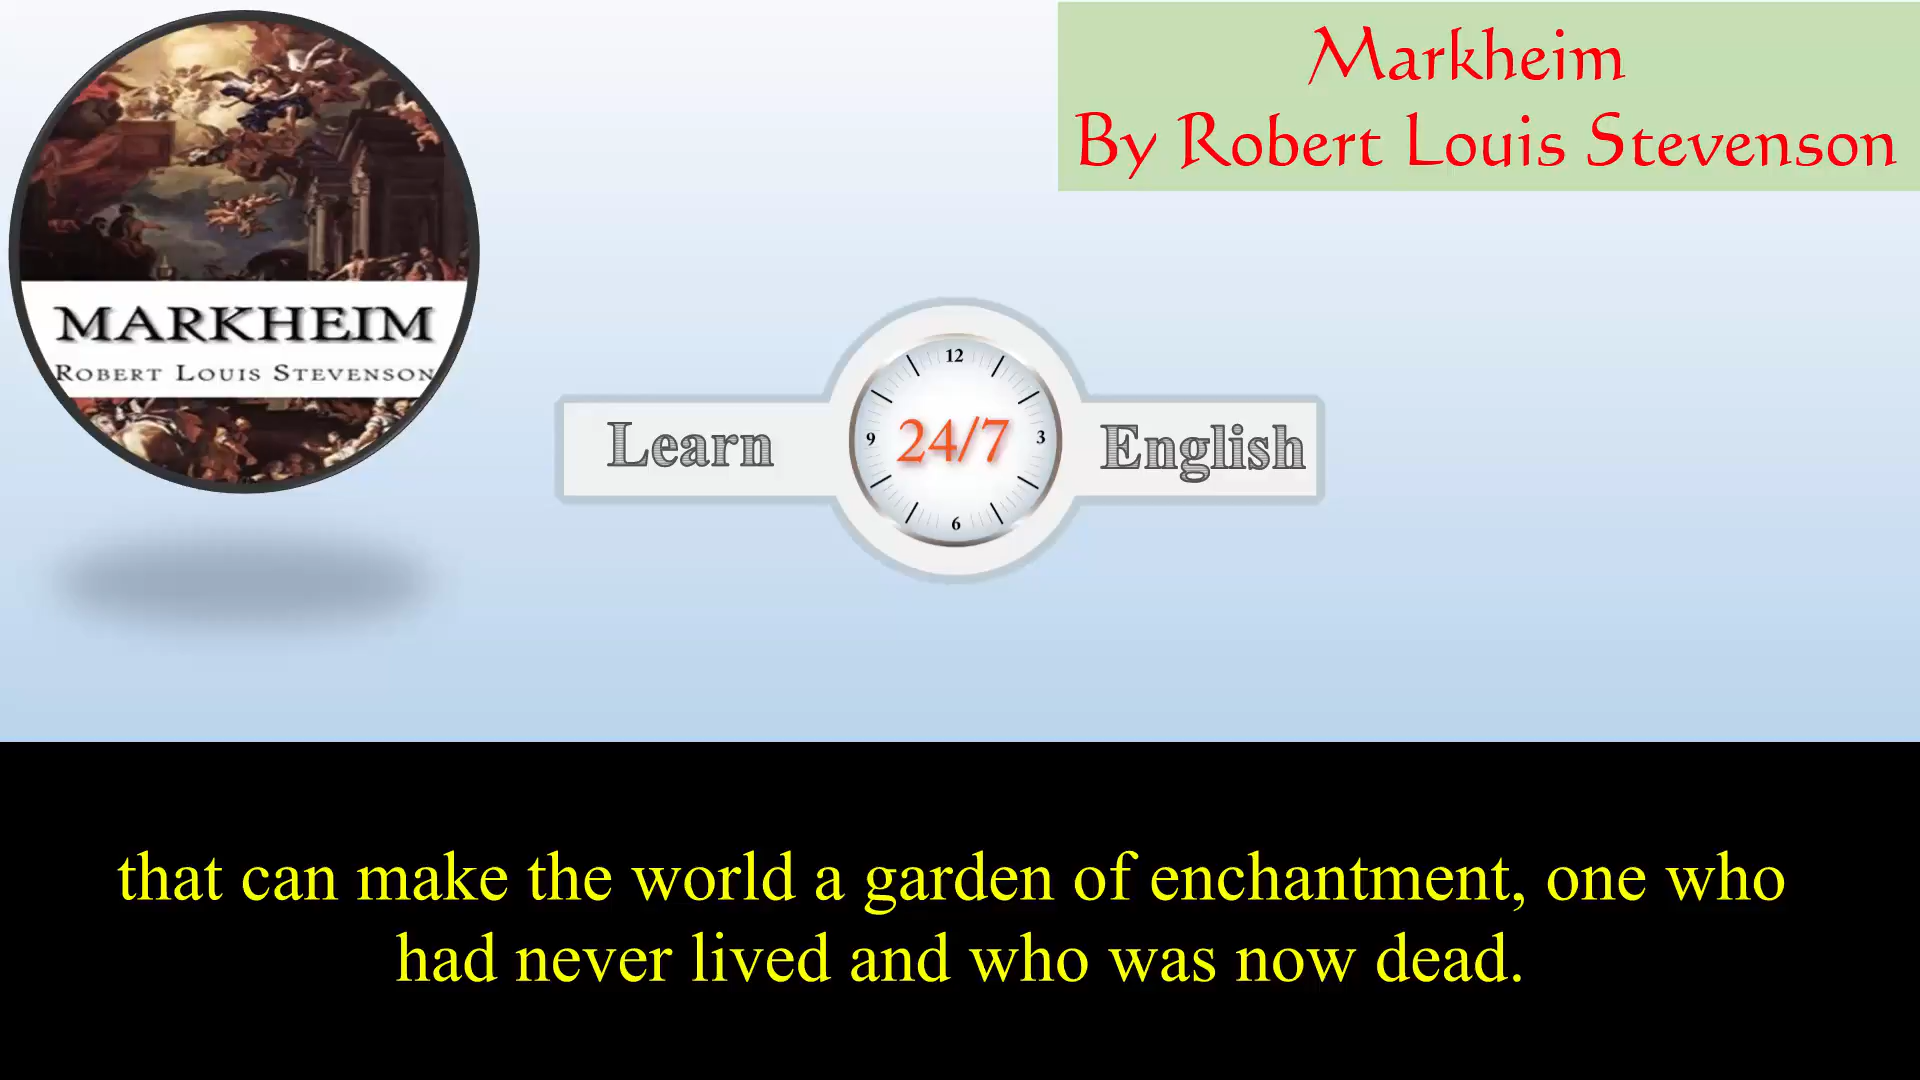 Markheim
By Robert Louis Stevenson
MARKHEIM
ROBERT LOUIS STEVENSON
Learn 24/7 English
12
9
3
6
that can make the world a garden of enchantment, one who
had never lived and who was now dead.